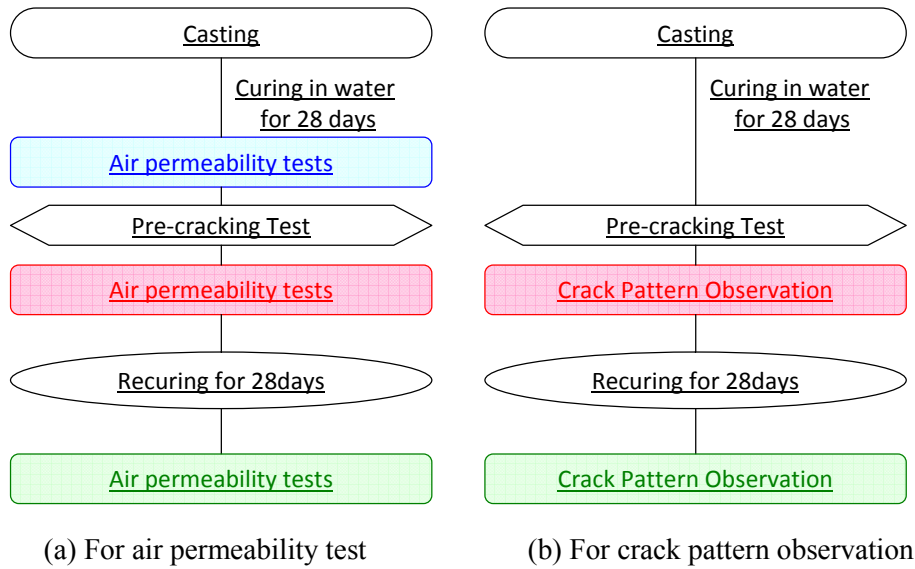 Casting
Curing in water
for 28 days
Air permeability tests
Pre-cracking Test
Air permeability tests
Recuring for 28days
Air permeability tests
(a) For air permeability test
Casting
Curing in water
for 28 days
Pre-cracking Test
Crack Pattern Observation
Recuring for 28days
Crack Pattern Observation
(b) For crack pattern observation